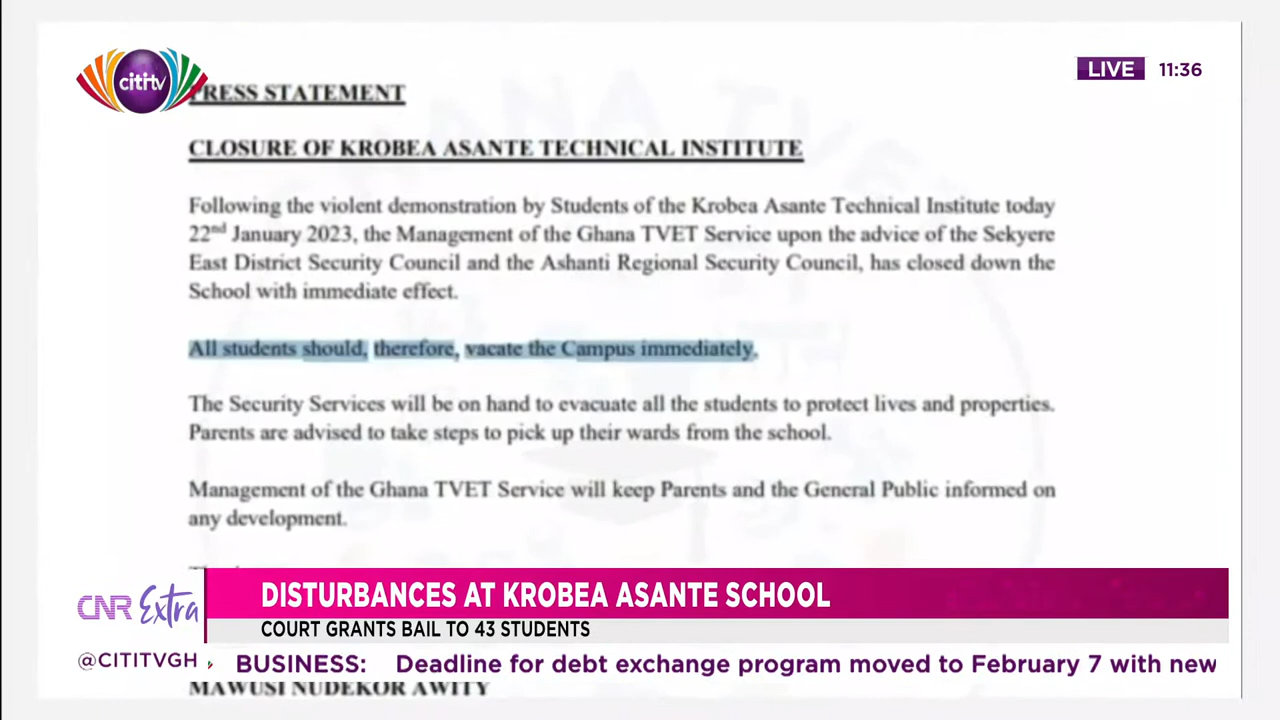 citi tv
LIVE 11:36
PRESS STATEMENT
CLOSURE OF KROBEA ASANTE TECHNICAL INSTITUTE
Following the violent demonstration by Students of the Krobea Asante Technical Institute today
22nd January 2023, the Management of the Ghana TVET Service upon the advice of the Sekyere
East District Security Council and the Ashanti Regional Security Council, has closed down the
School with immediate effect.
All students should, therefore, vacate the Campus immediately.
The Security Services will be on hand to evacuate all the students to protect lives and properties.
Parents are advised to take steps to pick up their wards from the school.
Management of the Ghana TVET Service will keep Parents and the General Public informed on
any development.
CNR Extra
DISTURBANCES AT KROBEA ASANTE SCHOOL
COURT GRANTS BAIL TO 43 STUDENTS
@CITITVGH
BUSINESS: Deadline for debt exchange program moved to February 7 with new
MAWUSI NUDEKOR AWITY